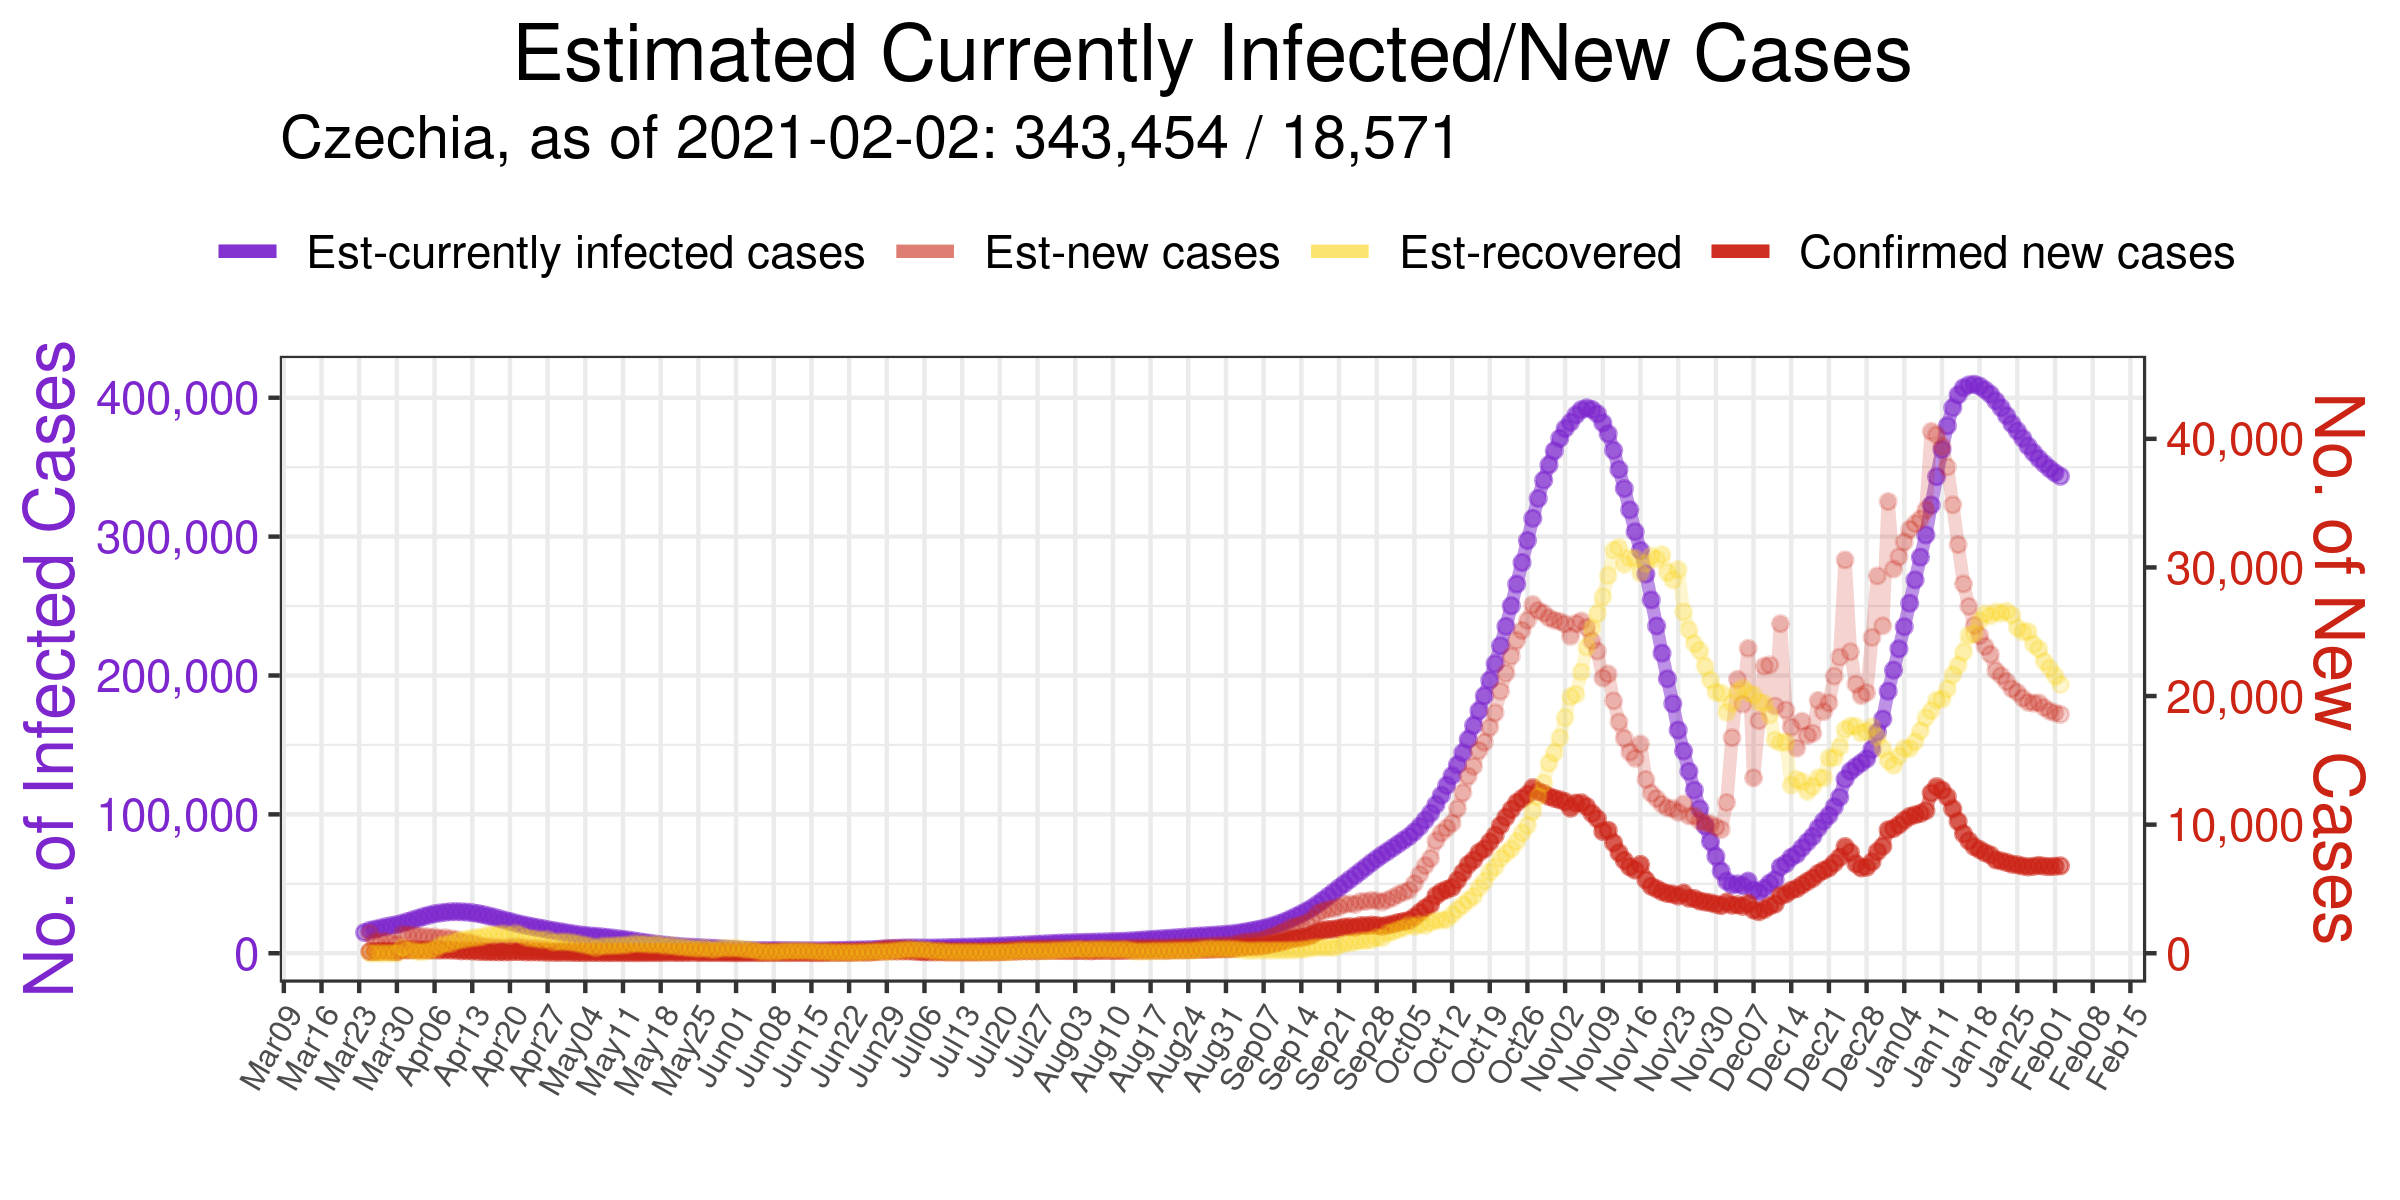 Estimated Currently Infected/New Cases
Czechia, as of 2021-02-02: 343,454 / 18,571
Est-currently infected cases Est-new cases Est-recovered Confirmed new cases
No. of Infected Cases
400,000
300,000
200,000
100,000
0
No. of New Cases
40,000
30,000
20,000
10,000
0
Mar09 Mar16 Mar23 Mar30 Apr06 Apr13 Apr20 Apr27 May04 May11 May18 May25 Jun01 Jun08 Jun15 Jun22 Jun29 Jul06 Jul13 Jul20 Jul27 Aug03 Aug10 Aug17 Aug24 Aug31 Sep07 Sep14 Sep21 Sep28 Oct05 Oct12 Oct19 Oct26 Nov02 Nov09 Nov16 Nov23 Nov30 Dec07 Dec14 Dec21 Dec28 Jan04 Jan11 Jan18 Jan25 Feb01 Feb08 Feb15